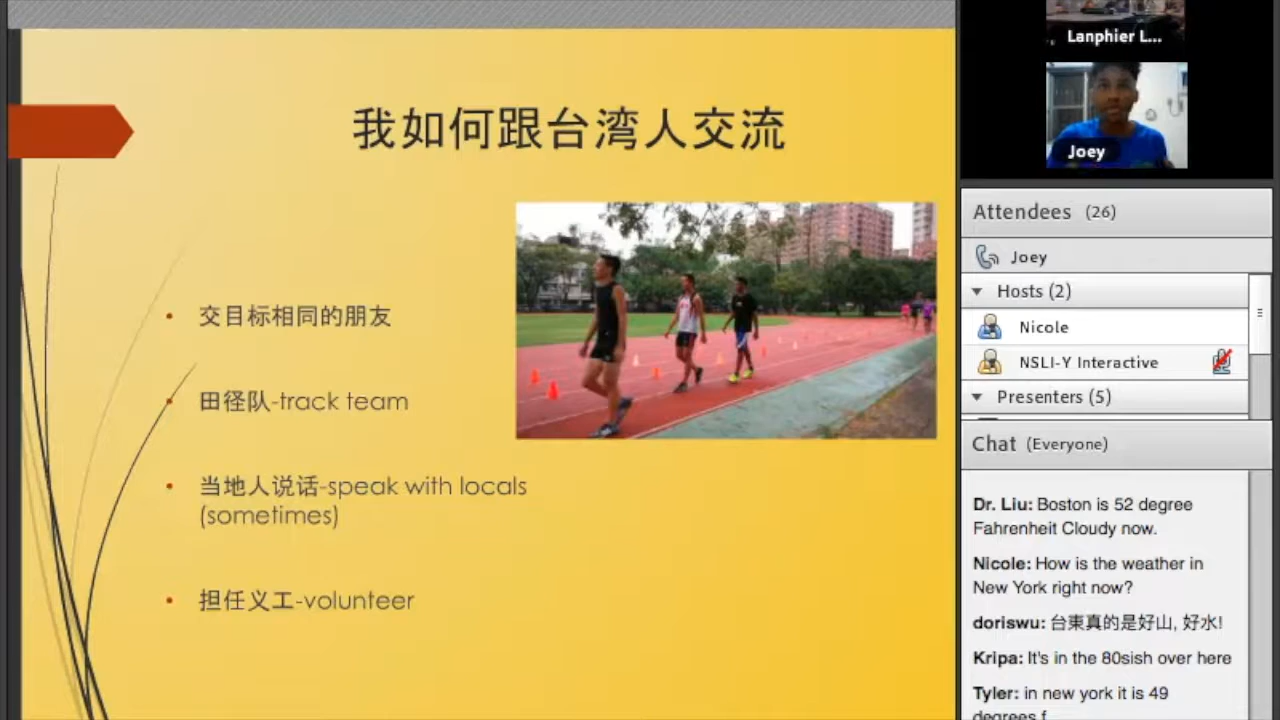 我如何跟台湾人交流
交目标相同的朋友
田径队-track team
当地人说话-speak with locals
(sometimes)
担任义工-volunteer
Lanphier L...
Joey
Attendees (26)
Joey
Hosts (2)
Nicole
NSLI-Y Interactive
Presenters (5)
Chat (Everyone)
Dr. Liu: Boston is 52 degree
Fahrenheit Cloudy now.
Nicole: How is the weather in
New York right now?
doriswu: 台東真的是好山, 好水!
Kripa: It's in the 80sish over here
Tyler: in new york it is 49
degrees f